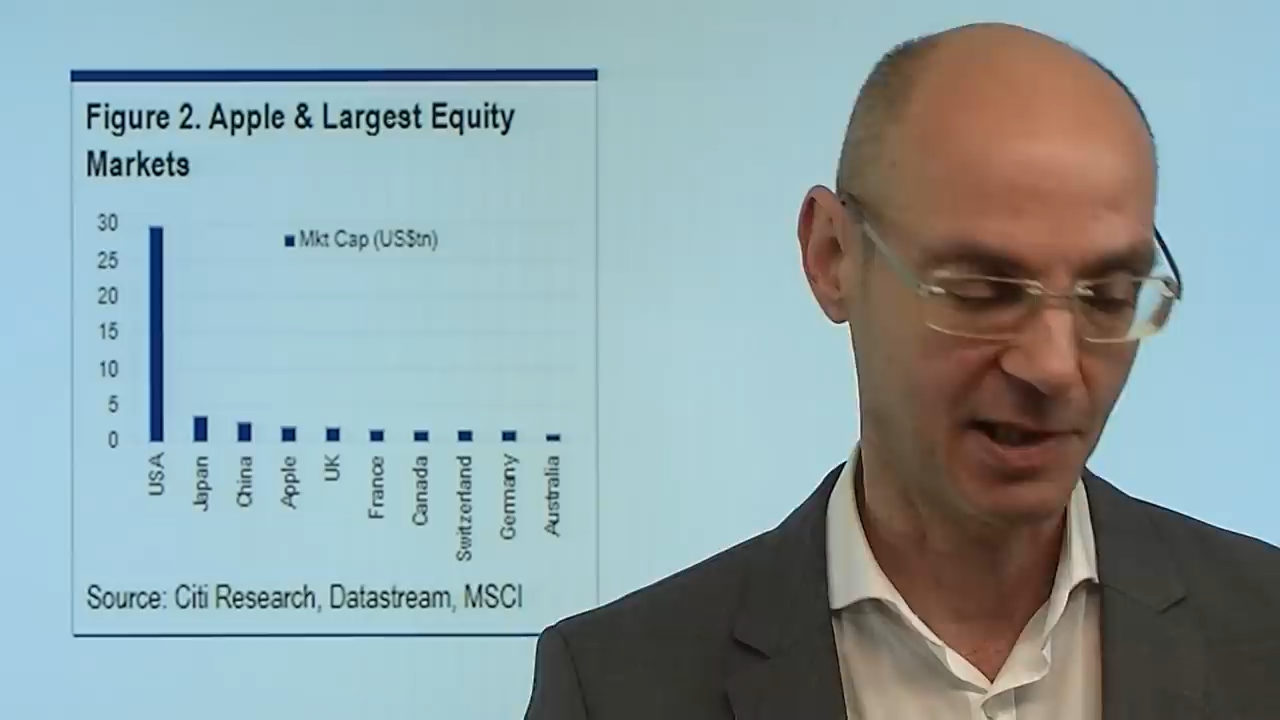 Figure 2. Apple & Largest Equity
Markets
30
Mkt Cap (US$tn)
25
20
15
10
5
0
USA
Japan
China
Apple
UK
France
Canada
Switzerland
Germany
Australia
Source: Citi Research, Datastream, MSCI